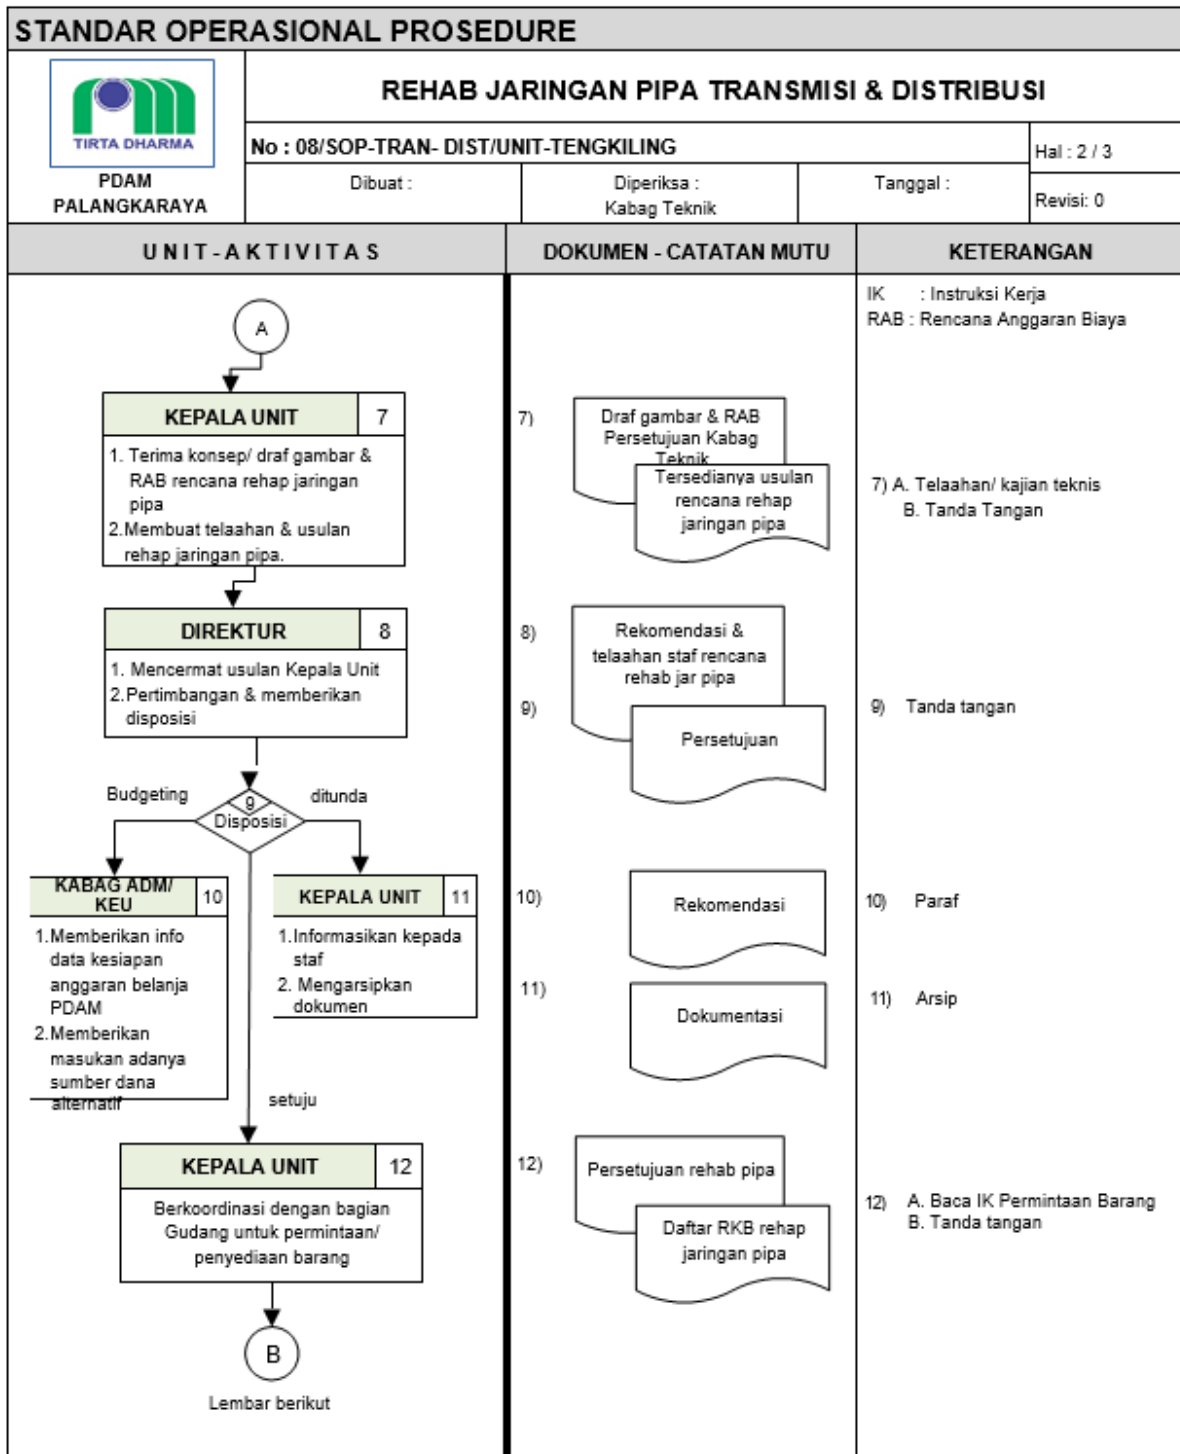 STANDAR OPERASIONAL PROSEDURE
TIRTA DHARMA
PDAM
PALANGKARAYA
REHAB JARINGAN PIPA TRANSMISI & DISTRIBUSI
No : 08/SOP-TRAN- DIST/UNIT-TENGKILING
Hal : 2 / 3
Dibuat :
Diperiksa :
Kabag Teknik
Tanggal :
Revisi: 0
U N I T - A K T I V I T A S
DOKUMEN - CATATAN MUTU
KETERANGAN
IK : Instruksi Kerja
RAB : Rencana Anggaran Biaya
A
KEPALA UNIT 7
1. Terima konsep/ draf gambar &
RAB rencana rehap jaringan
pipa
2.Membuat telaahan & usulan
rehap jaringan pipa.
7)
Draf gambar & RAB
Persetujuan Kabag
Teknik
Tersedianya usulan
rencana rehap
jaringan pipa
7) A. Telaahan/ kajian teknis
B. Tanda Tangan
DIREKTUR 8
1. Mencermat usulan Kepala Unit
2.Pertimbangan & memberikan
disposisi
8)
Rekomendasi &
telaahan staf rencana
rehab jar pipa
9)
Persetujuan
9) Tanda tangan
Budgeting
9
Disposisi
ditunda
KABAG ADM/
KEU
10
1.Memberikan info
data kesiapan
anggaran belanja
PDAM
2.Memberikan
masukan adanya
sumber dana
alternatif
KEPALA UNIT 11
1.Informasikan kepada
staf
2. Mengarsipkan
dokumen
10)
Rekomendasi
10) Paraf
11)
Dokumentasi
11) Arsip
setuju
KEPALA UNIT 12
Berkoordinasi dengan bagian
Gudang untuk permintaan/
penyediaan barang
12)
Persetujuan rehab pipa
Daftar RKB rehap
jaringan pipa
12) A. Baca IK Permintaan Barang
B. Tanda tangan
B
Lembar berikut